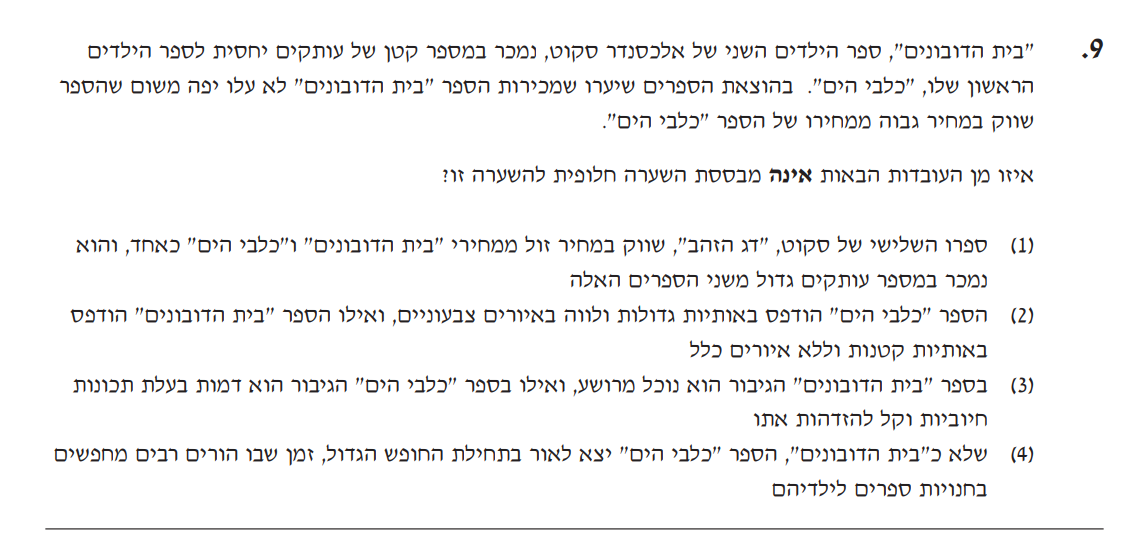 9. "בית הדובונים", ספר הילדים השני של אלכסנדר סקוט, נמכר במספר קטן של עותקים יחסית לספר הילדים
הראשון שלו, "כלבי הים". בהוצאת הספרים שיערו שמכירות הספר "בית הדובונים" לא עלו יפה משום שהספר
שווק במחיר גבוה ממחירו של הספר "כלבי הים".
איזו מן העובדות הבאות אינה מבססת השערה חלופית להשערה זו?
(1) ספרו השלישי של סקוט, "דג הזהב", שווק במחיר זול ממחירי "בית הדובונים" ו"כלבי הים" כאחד, והוא
נמכר במספר עותקים גדול משני הספרים האלה
(2) הספר "כלבי הים" הודפס באותיות גדולות ולווה באיורים צבעוניים, ואילו הספר "בית הדובונים" הודפס
באותיות קטנות וללא איורים כלל
(3) בספר "בית הדובונים" הגיבור הוא נוכל מרושע, ואילו בספר "כלבי הים" הגיבור הוא דמות בעלת תכונות
חיוביות וקל להזדהות אתו
(4) שלא כ"בית הדובונים", הספר "כלבי הים" יצא לאור בתחילת החופש הגדול, זמן שבו הורים רבים מחפשים
בחנויות ספרים לילדיהם